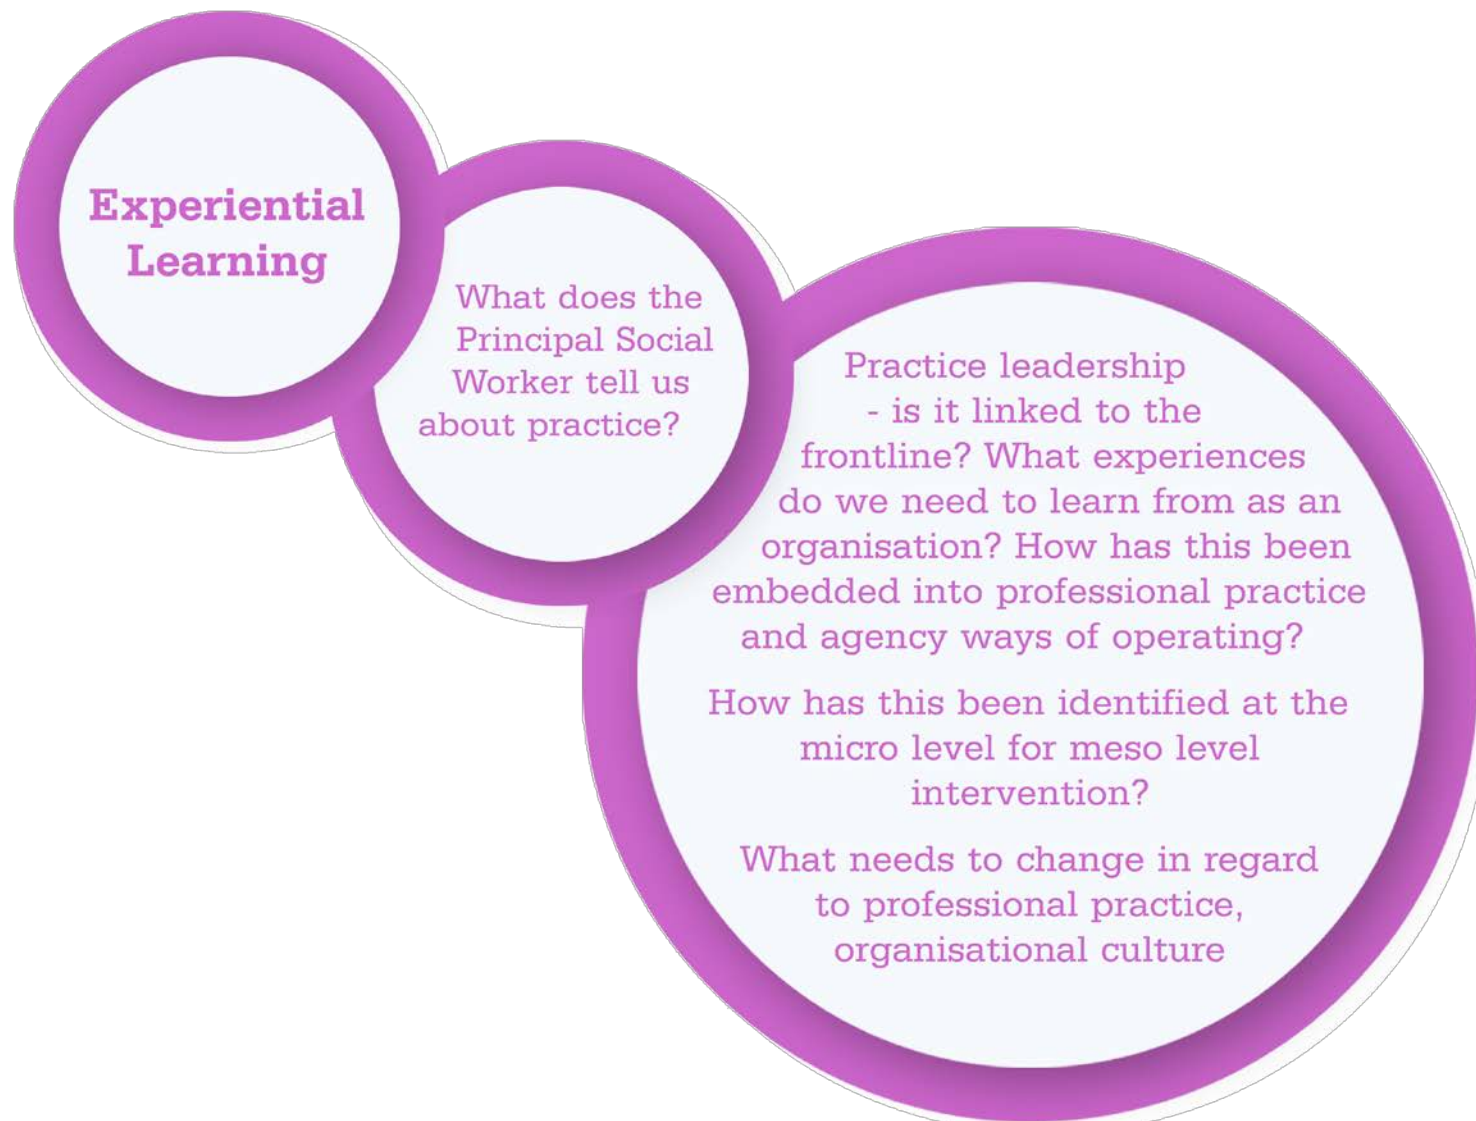 Experiential
Learning
What does the
Principal Social
Worker tell us
about practice?
Practice leadership
- is it linked to the
frontline? What experiences
do we need to learn from as an
organisation? How has this been
embedded into professional practice
and agency ways of operating?
How has this been identified at the
micro level for meso level
intervention?
What needs to change in regard
to professional practice,
organisational culture